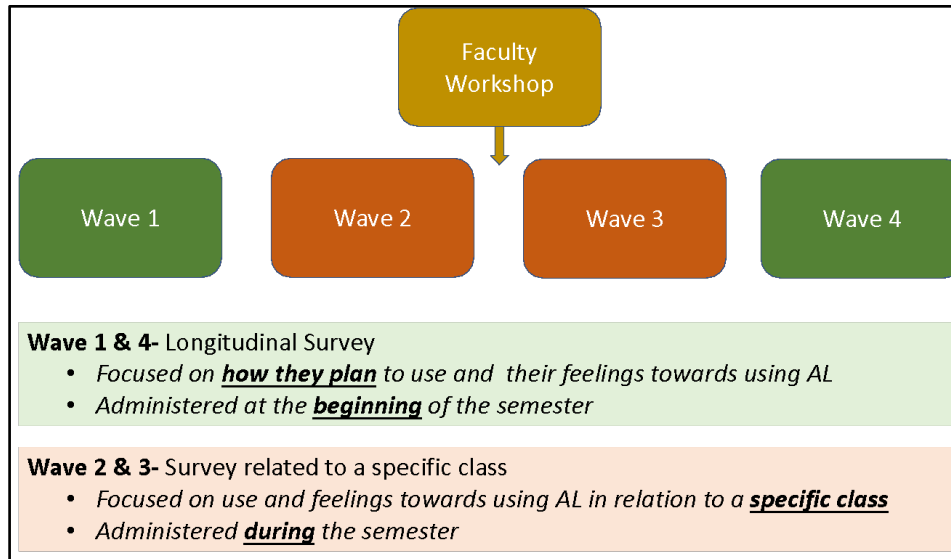 Faculty
Workshop
Wave 1
Wave 2
Wave 3
Wave 4
Wave 1 & 4- Longitudinal Survey
• Focused on how they plan to use and their feelings towards using AL
• Administered at the beginning of the semester
Wave 2 & 3- Survey related to a specific class
• Focused on use and feelings towards using AL in relation to a specific class
• Administered during the semester